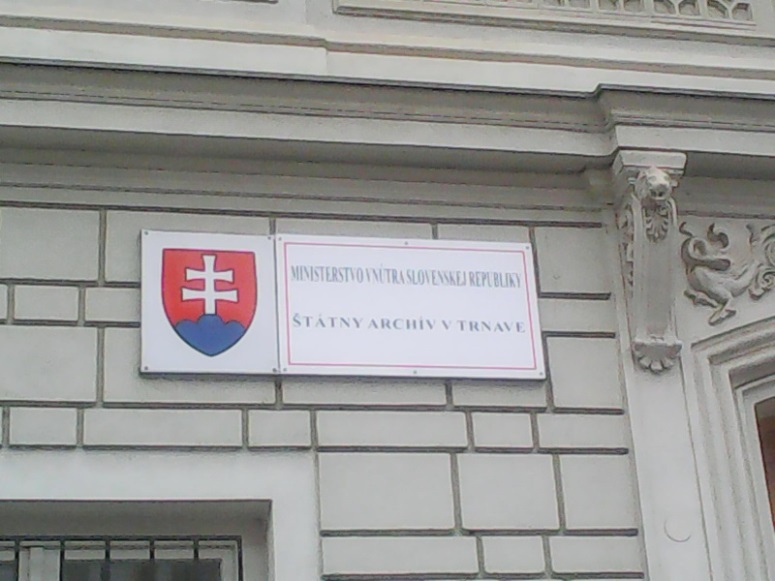 MINISTERSTVO VNÚTRA SLOVENSKEJ REPUBLIKY
ŠTÁTNY ARCHÍV V TRNAVE